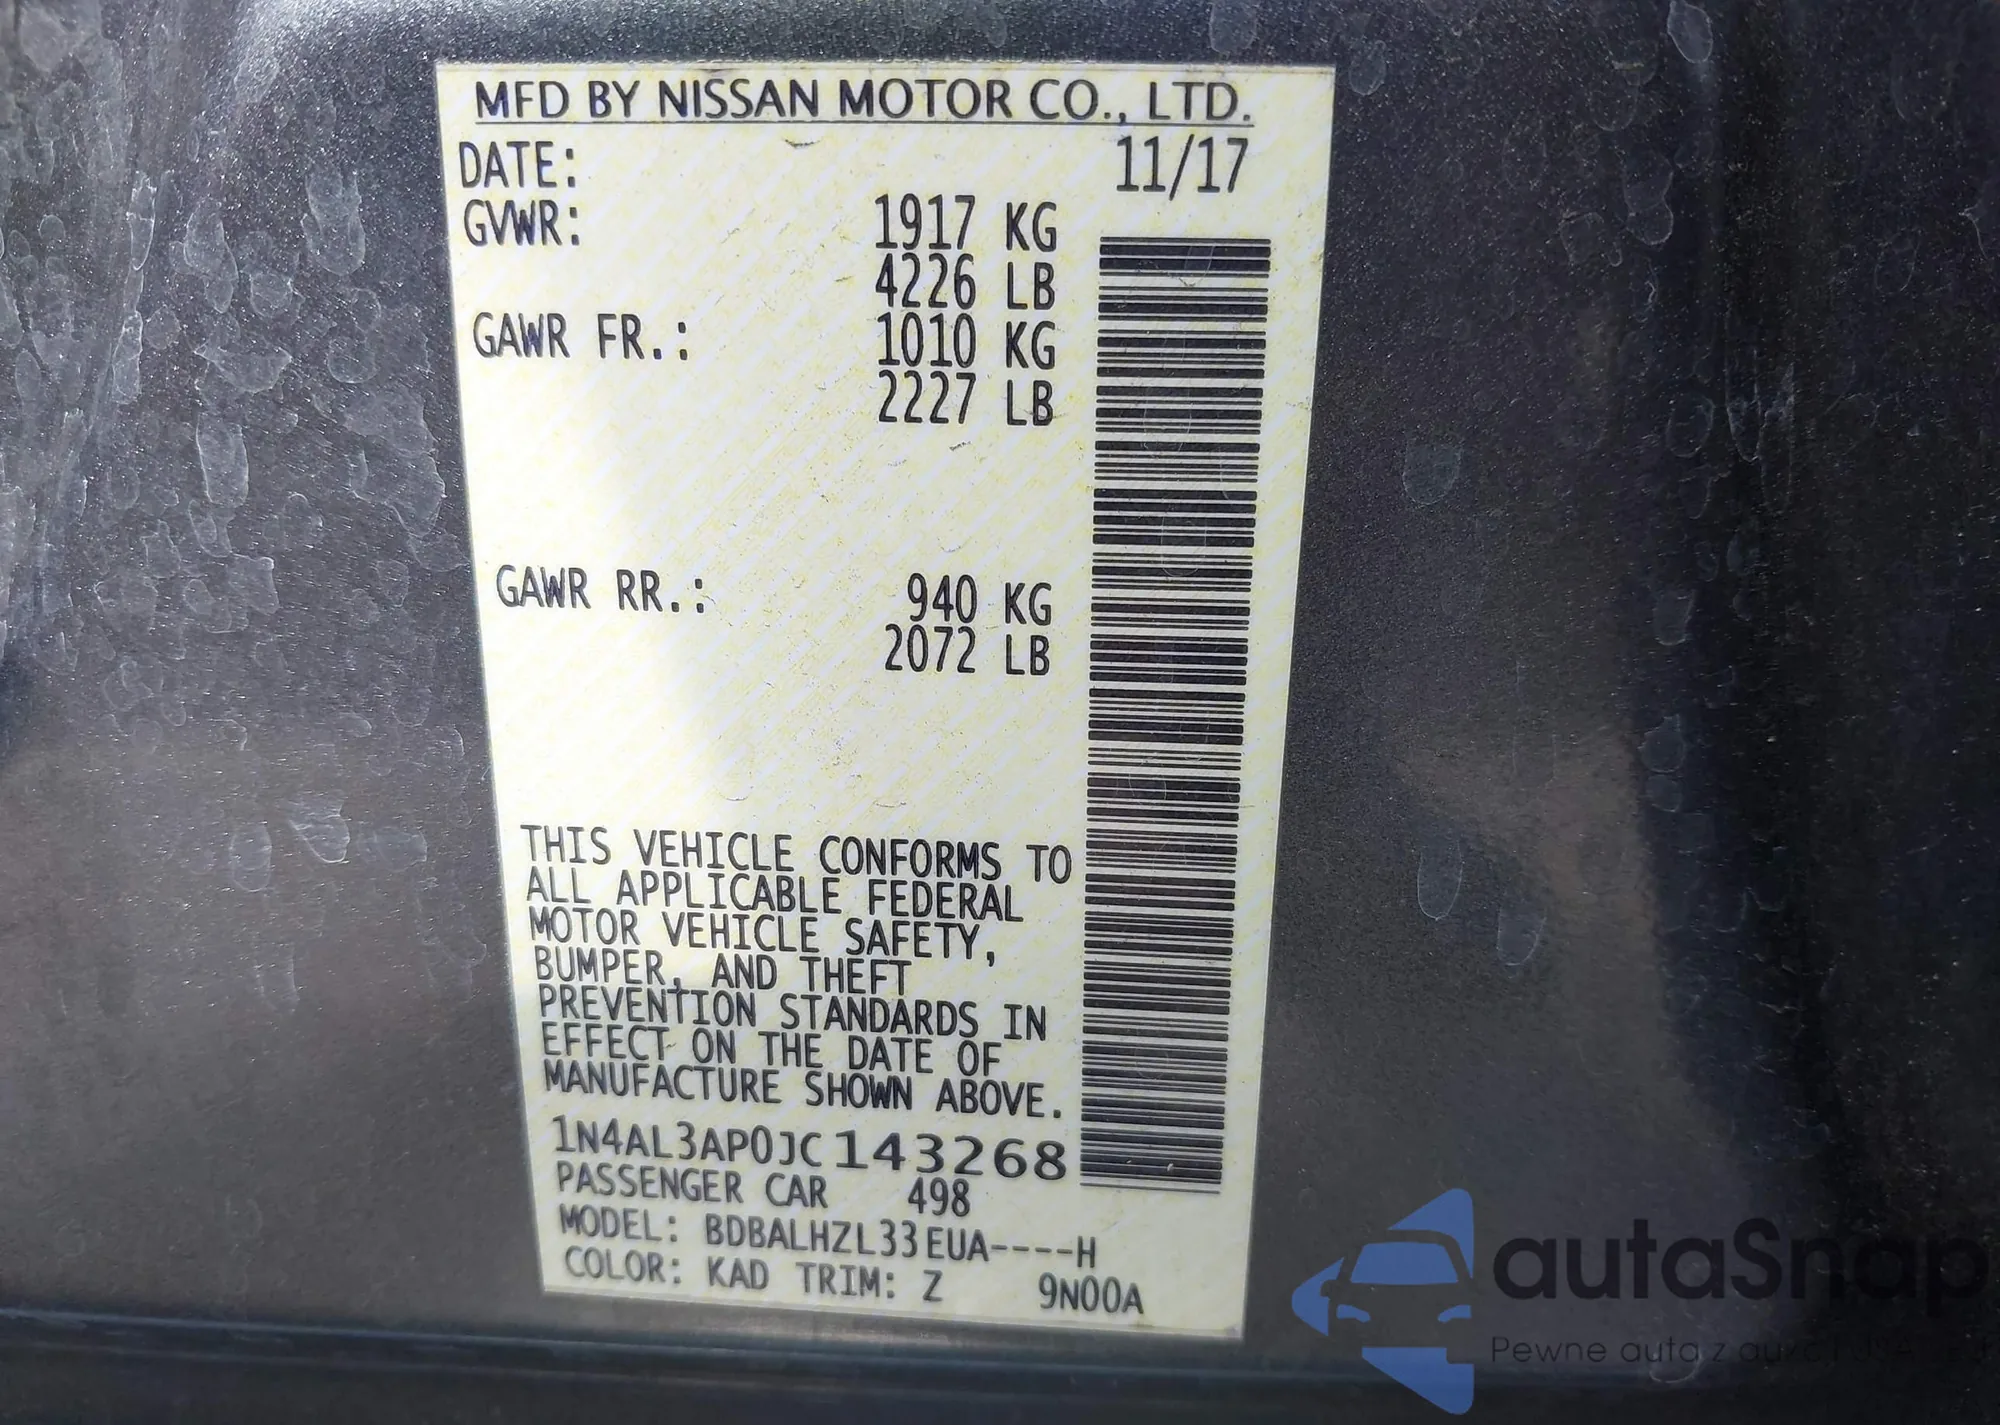 MFD BY NISSAN MOTOR CO., LTD.
DATE: 11/17
GVWR: 1917 KG
4226 LB
GAWR FR.: 1010 KG
2227 LB
GAWR RR.: 940 KG
2072 LB
THIS VEHICLE CONFORMS TO
ALL APPLICABLE FEDERAL
MOTOR VEHICLE SAFETY,
BUMPER, AND THEFT
PREVENTION STANDARDS IN
EFFECT ON THE DATE OF
MANUFACTURE SHOWN ABOVE.
1N4AL3AP0JC143268
PASSENGER CAR 498
MODEL: BDBALHZL33EUA----H
COLOR: KAD TRIM: Z 9N00A
autaSnap
Pewne auta z